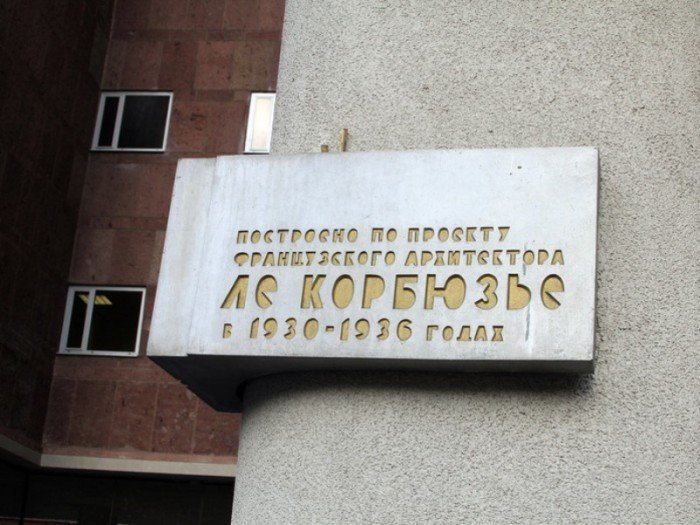 ПОСТРОЕНО ПО ПРОЕКТУ
ФРАНЦУЗСКОГО АРХИТЕКТОРА
ЛЕ КОРБЮЗЬЕ
В 1930-1936 ГОДАХ